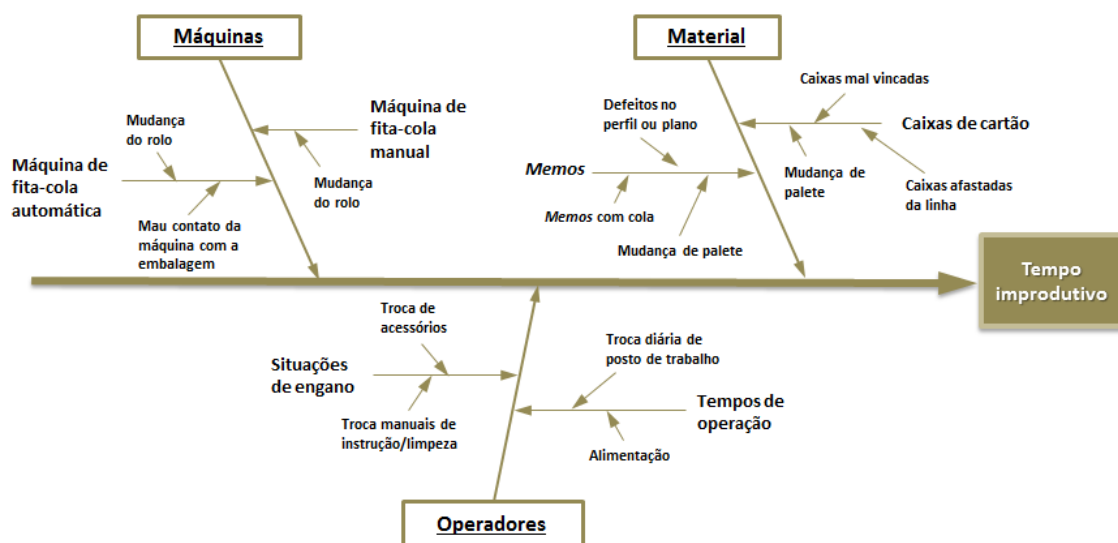 Máquinas
Material
Mudança
do rolo
Máquina de
fita-cola
manual
Máquina de
fita-cola
automática
Mudança
do rolo
Mau contato da
máquina com a
embalagem
Caixas mal vincadas
Defeitos no
perfil ou plano
Caixas de cartão
Memos
Mudança de
palete
Caixas afastadas
da linha
Memos com cola
Mudança de palete
Tempo
improdutivo
Troca de
acessórios
Troca diária de
posto de trabalho
Situações
de engano
Tempos de
operação
Troca manuais de
instrução/limpeza
Alimentação
Operadores